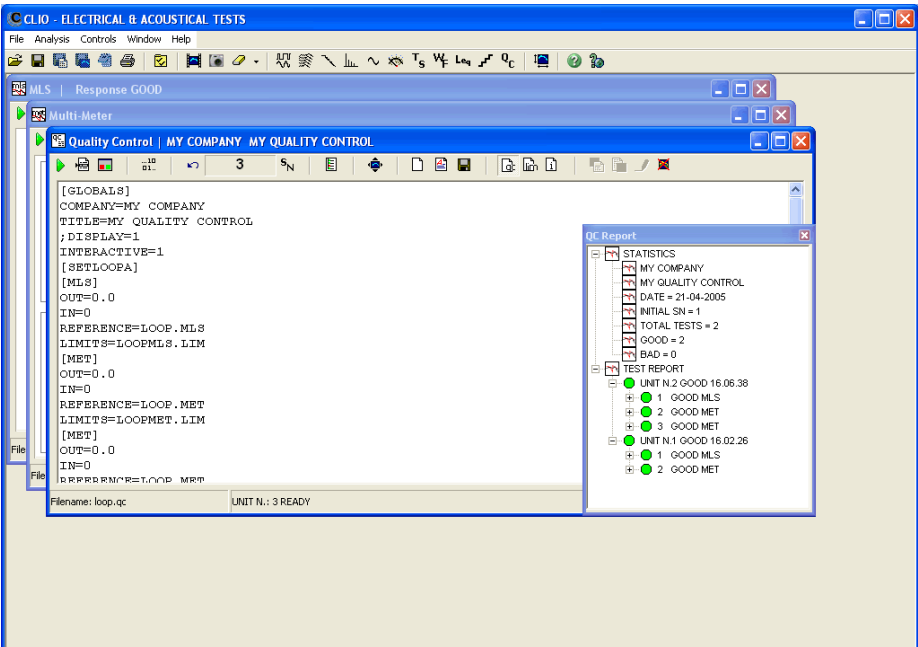 CLIO - ELECTRICAL & ACOUSTICAL TESTS
File Analysis Controls Window Help
MLS | Response GOOD
Multi-Meter
Quality Control | MY COMPANY MY QUALITY CONTROL
3
[GLOBALS]
COMPANY=MY COMPANY
TITLE=MY QUALITY CONTROL
;DISPLAY=1
INTERACTIVE=1
[SETLOOPA]
[MLS]
OUT=0.0
IN=0
REFERENCE=LOOP.MLS
LIMITS=LOOPMLS.LIM
[MET]
OUT=0.0
IN=0
REFERENCE=LOOP.MET
LIMITS=LOOPMET.LIM
[MET]
OUT=0.0
IN=0
REFERENCE=LOOP.MET
QC Report
STATISTICS
MY COMPANY
MY QUALITY CONTROL
DATE = 21-04-2005
INITIAL SN = 1
TOTAL TESTS = 2
GOOD = 2
BAD = 0
TEST REPORT
UNIT N.2 GOOD 16.06.38
1 GOOD MLS
2 GOOD MET
3 GOOD MET
UNIT N.1 GOOD 16.02.26
1 GOOD MLS
2 GOOD MET
File
File
Filename: loop.qc
UNIT N.: 3 READY